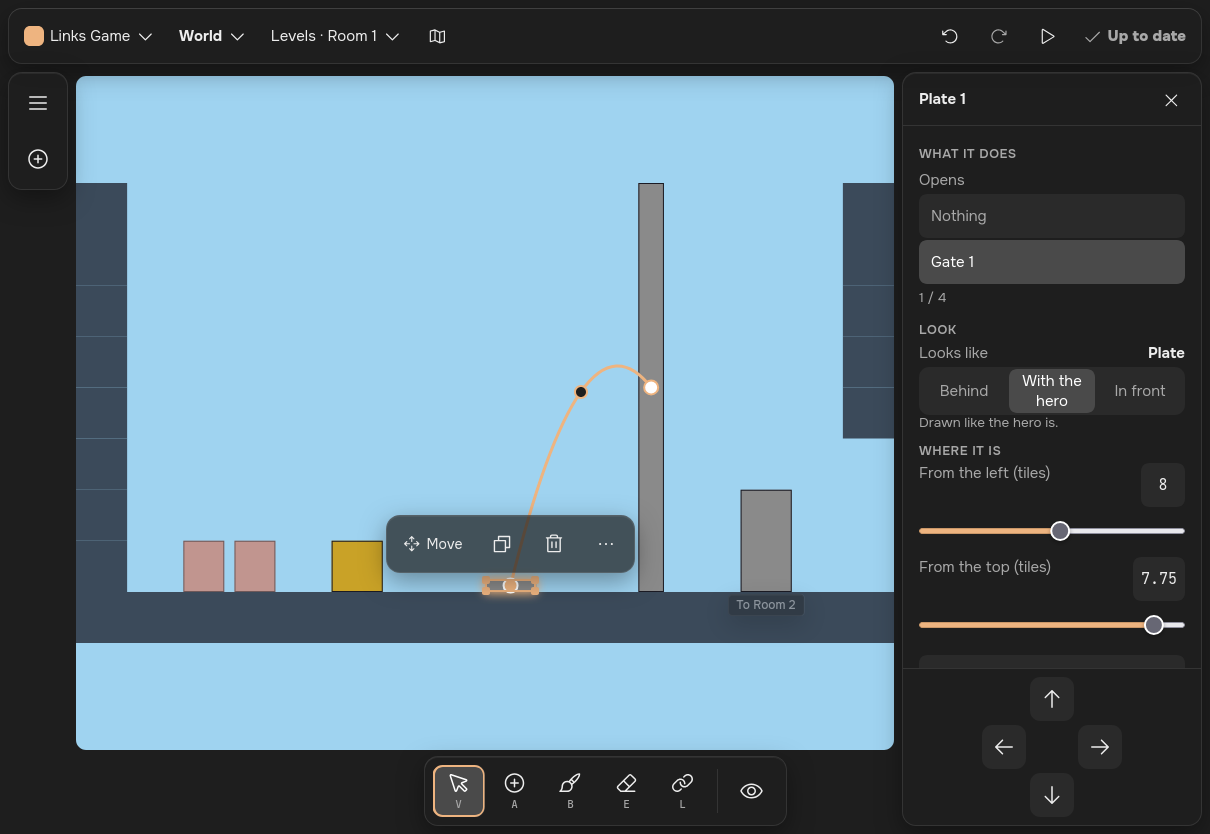 Links Game
World
Levels · Room 1
Up to date
Plate 1
WHAT IT DOES
Opens
Nothing
Gate 1
1 / 4
LOOK
Looks like
Plate
Behind
With the
hero
In front
Drawn like the hero is.
WHERE IT IS
From the left (tiles)
8
From the top (tiles)
7.75
Move
To Room 2
V
A
B
E
L